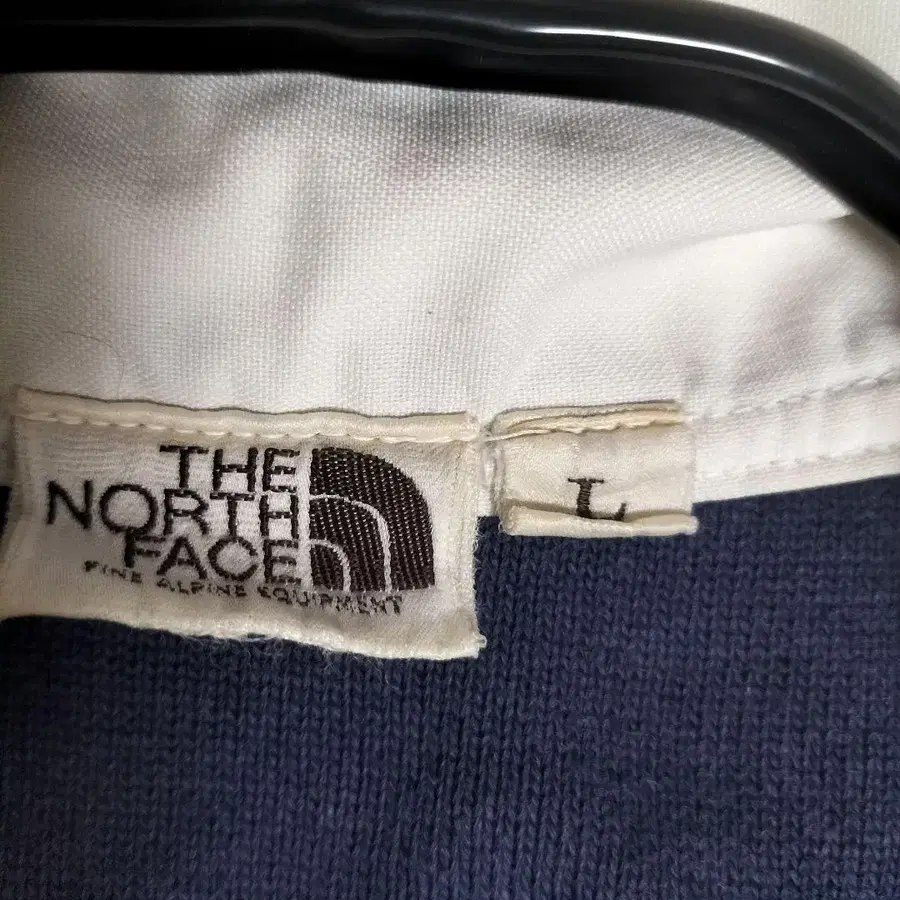 THE
NORTH
FACE
FINE ALPINE EQUIPMENT
L